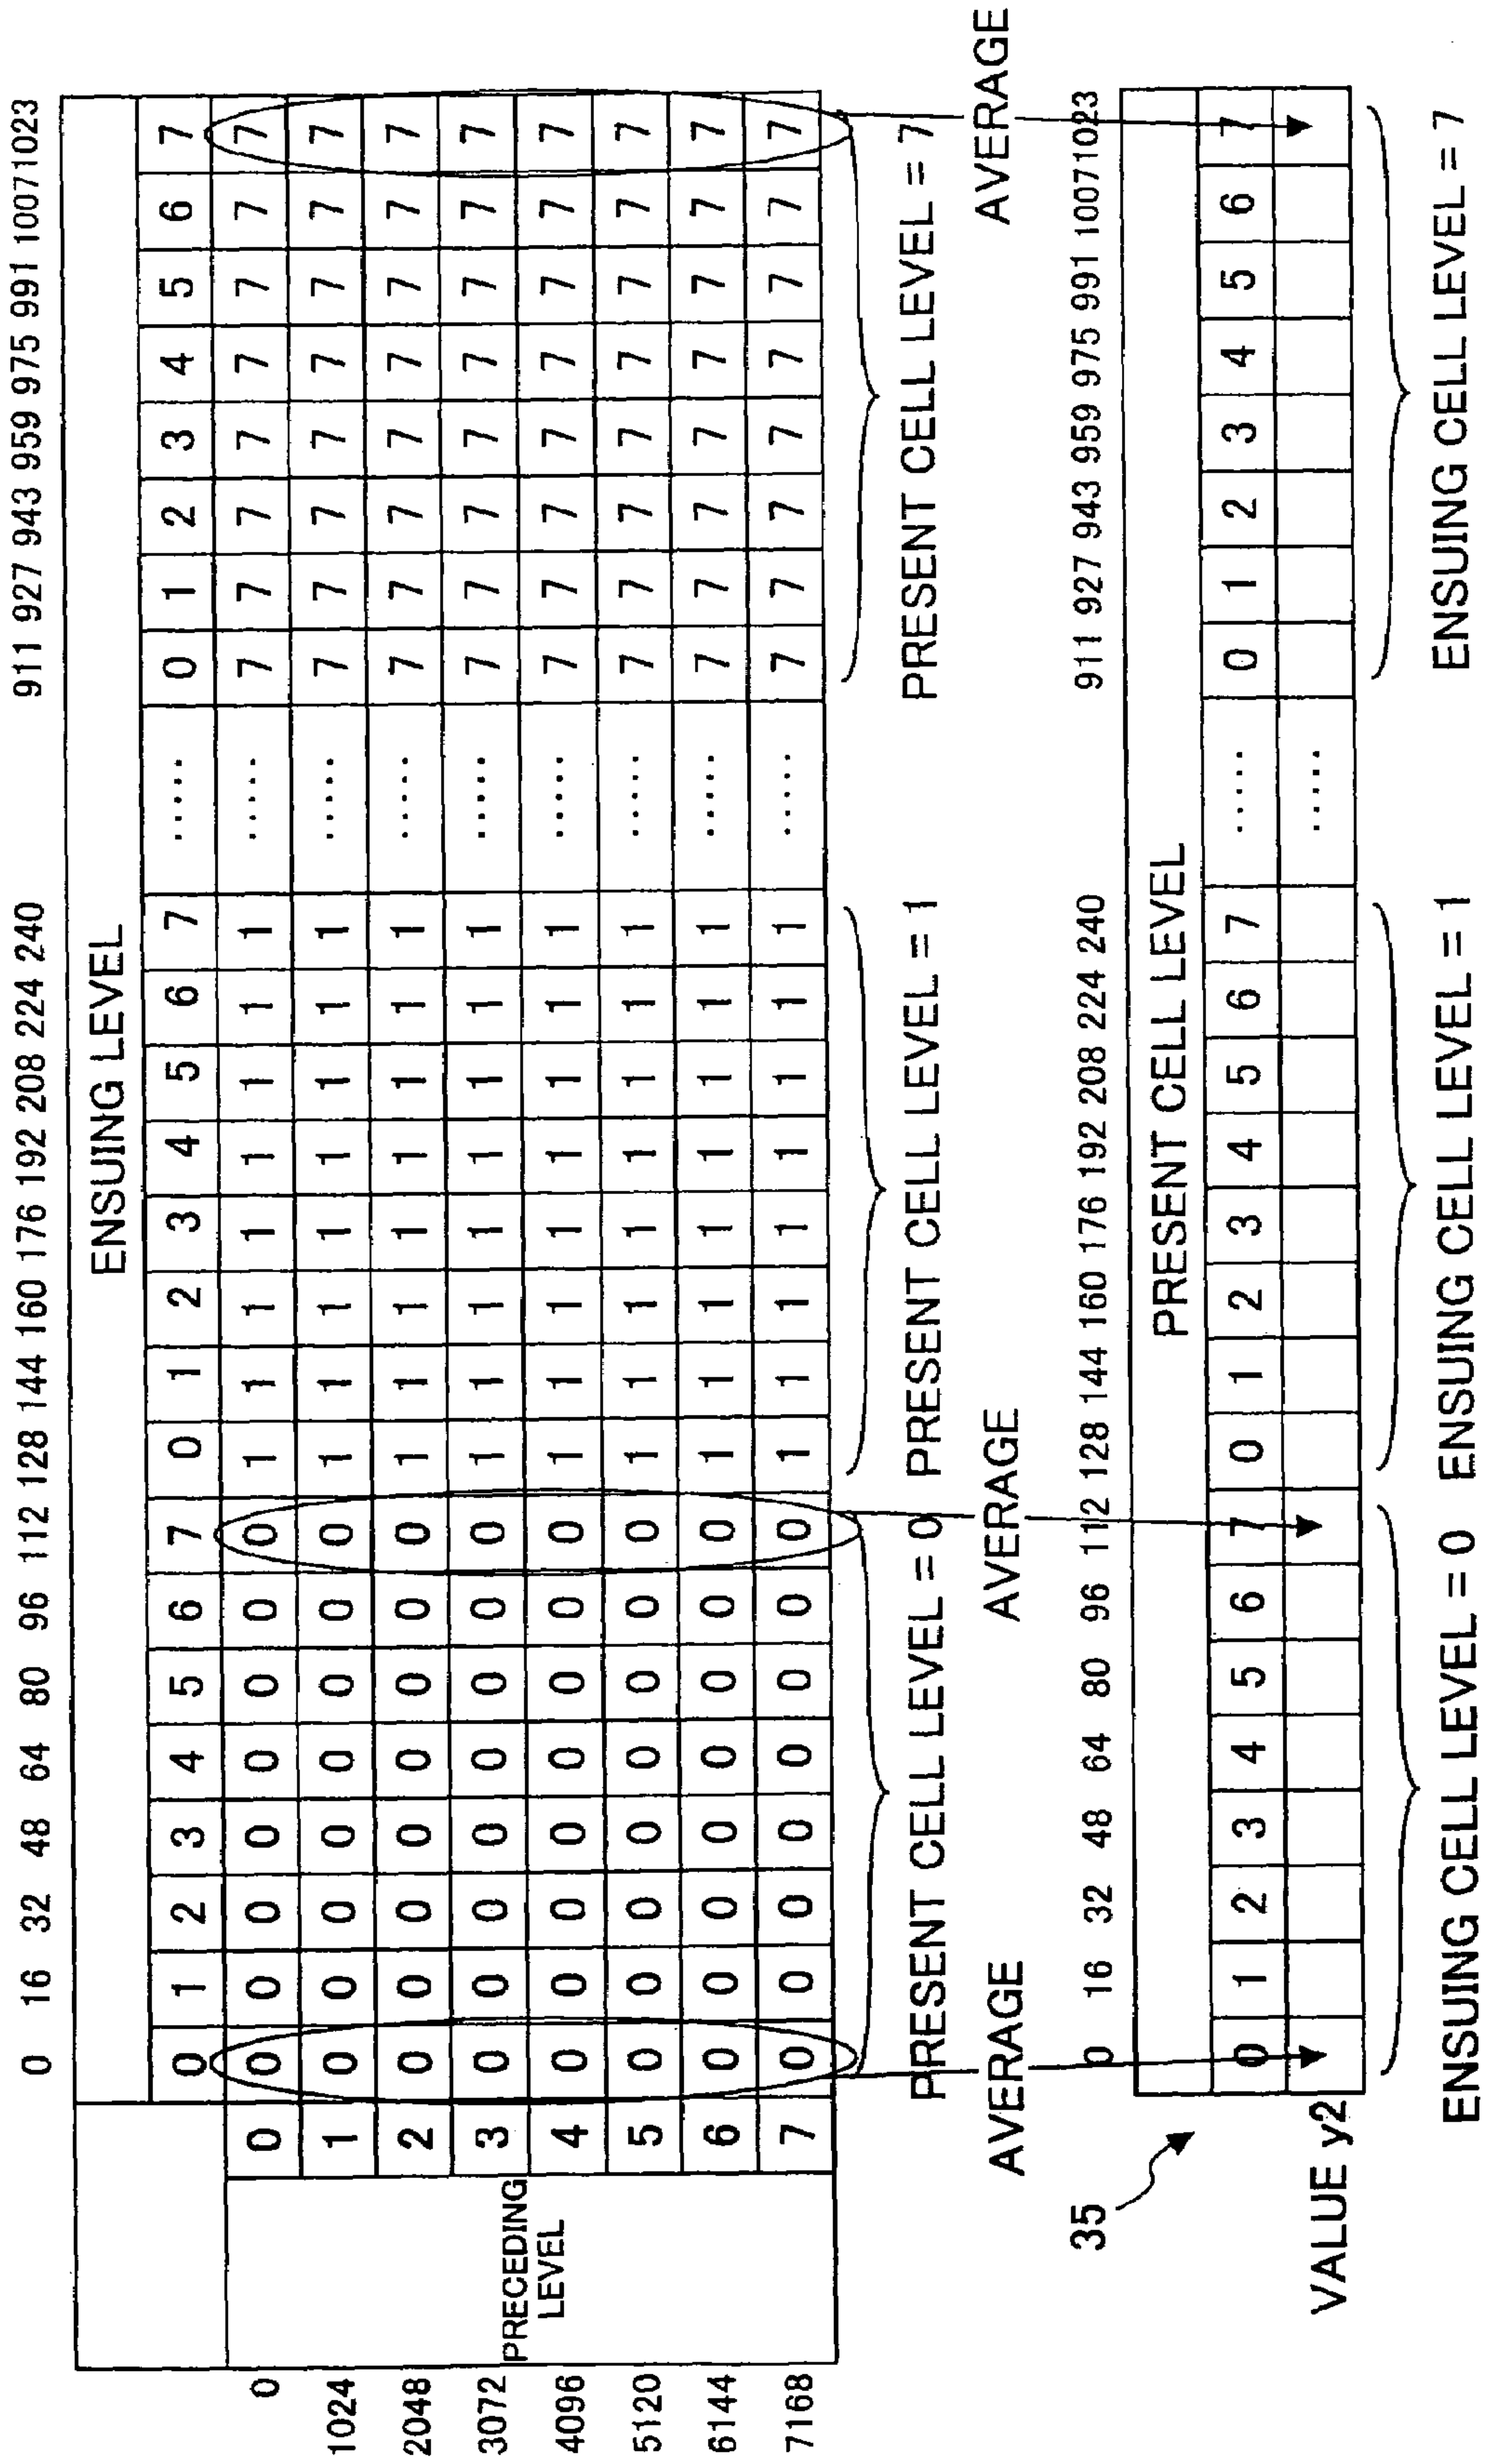 0 16 32 48 64 80 96 112 128 144 160 176 192 208 224 240 911 927 943 959 975 991 1007 1023
ENSUING LEVEL
0 1 2 3 4 5 6 7 0 1 2 3 4 5 6 7 ..... 0 1 2 3 4 5 6 7
0 0 0 0 0 0 0 0 0 0 1 1 1 1 1 1 1 1 ..... 7 7 7 7 7 7 7 7
1024 1 0 0 0 0 0 0 0 0 1 1 1 1 1 1 1 1 ..... 7 7 7 7 7 7 7 7
2048 2 0 0 0 0 0 0 0 0 1 1 1 1 1 1 1 1 ..... 7 7 7 7 7 7 7 7
3072 3 0 0 0 0 0 0 0 0 1 1 1 1 1 1 1 1 ..... 7 7 7 7 7 7 7 7
PRECEDING
LEVEL
4096 4 0 0 0 0 0 0 0 0 1 1 1 1 1 1 1 1 ..... 7 7 7 7 7 7 7 7
5120 5 0 0 0 0 0 0 0 0 1 1 1 1 1 1 1 1 ..... 7 7 7 7 7 7 7 7
6144 6 0 0 0 0 0 0 0 0 1 1 1 1 1 1 1 1 ..... 7 7 7 7 7 7 7 7
7168 7 0 0 0 0 0 0 0 0 1 1 1 1 1 1 1 1 ..... 7 7 7 7 7 7 7 7
PRESENT CELL LEVEL = 0 PRESENT CELL LEVEL = 1 PRESENT CELL LEVEL = 7
AVERAGE AVERAGE AVERAGE
35
0 16 32 48 64 80 96 112 128 144 160 176 192 208 224 240 911 927 943 959 975 991 1007 1023
PRESENT CELL LEVEL
0 1 2 3 4 5 6 7 0 1 2 3 4 5 6 7 ..... 0 1 2 3 4 5 6 7
VALUE y2 .....
ENSUING CELL LEVEL = 0 ENSUING CELL LEVEL = 1 ENSUING CELL LEVEL = 7